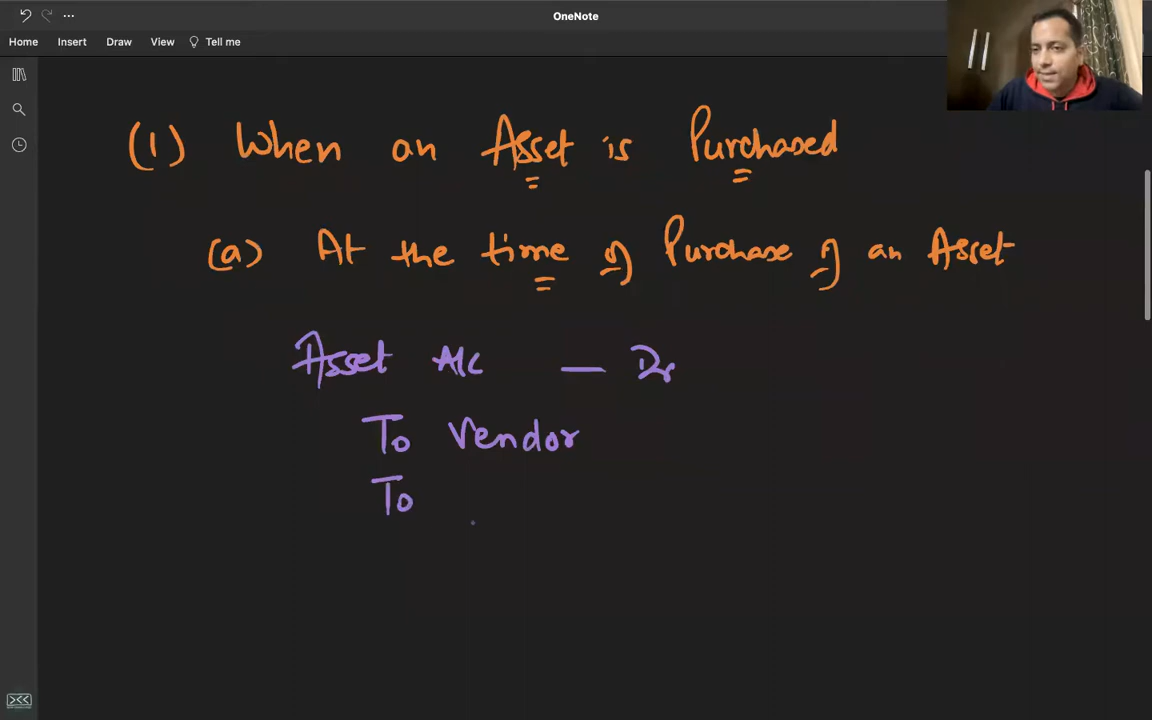 OneNote
Home Insert Draw View Tell me
(1) When an Asset is Purchased
(a) At the time of Purchase of an Asset
Asset A/c — Dr
To Vendor
To